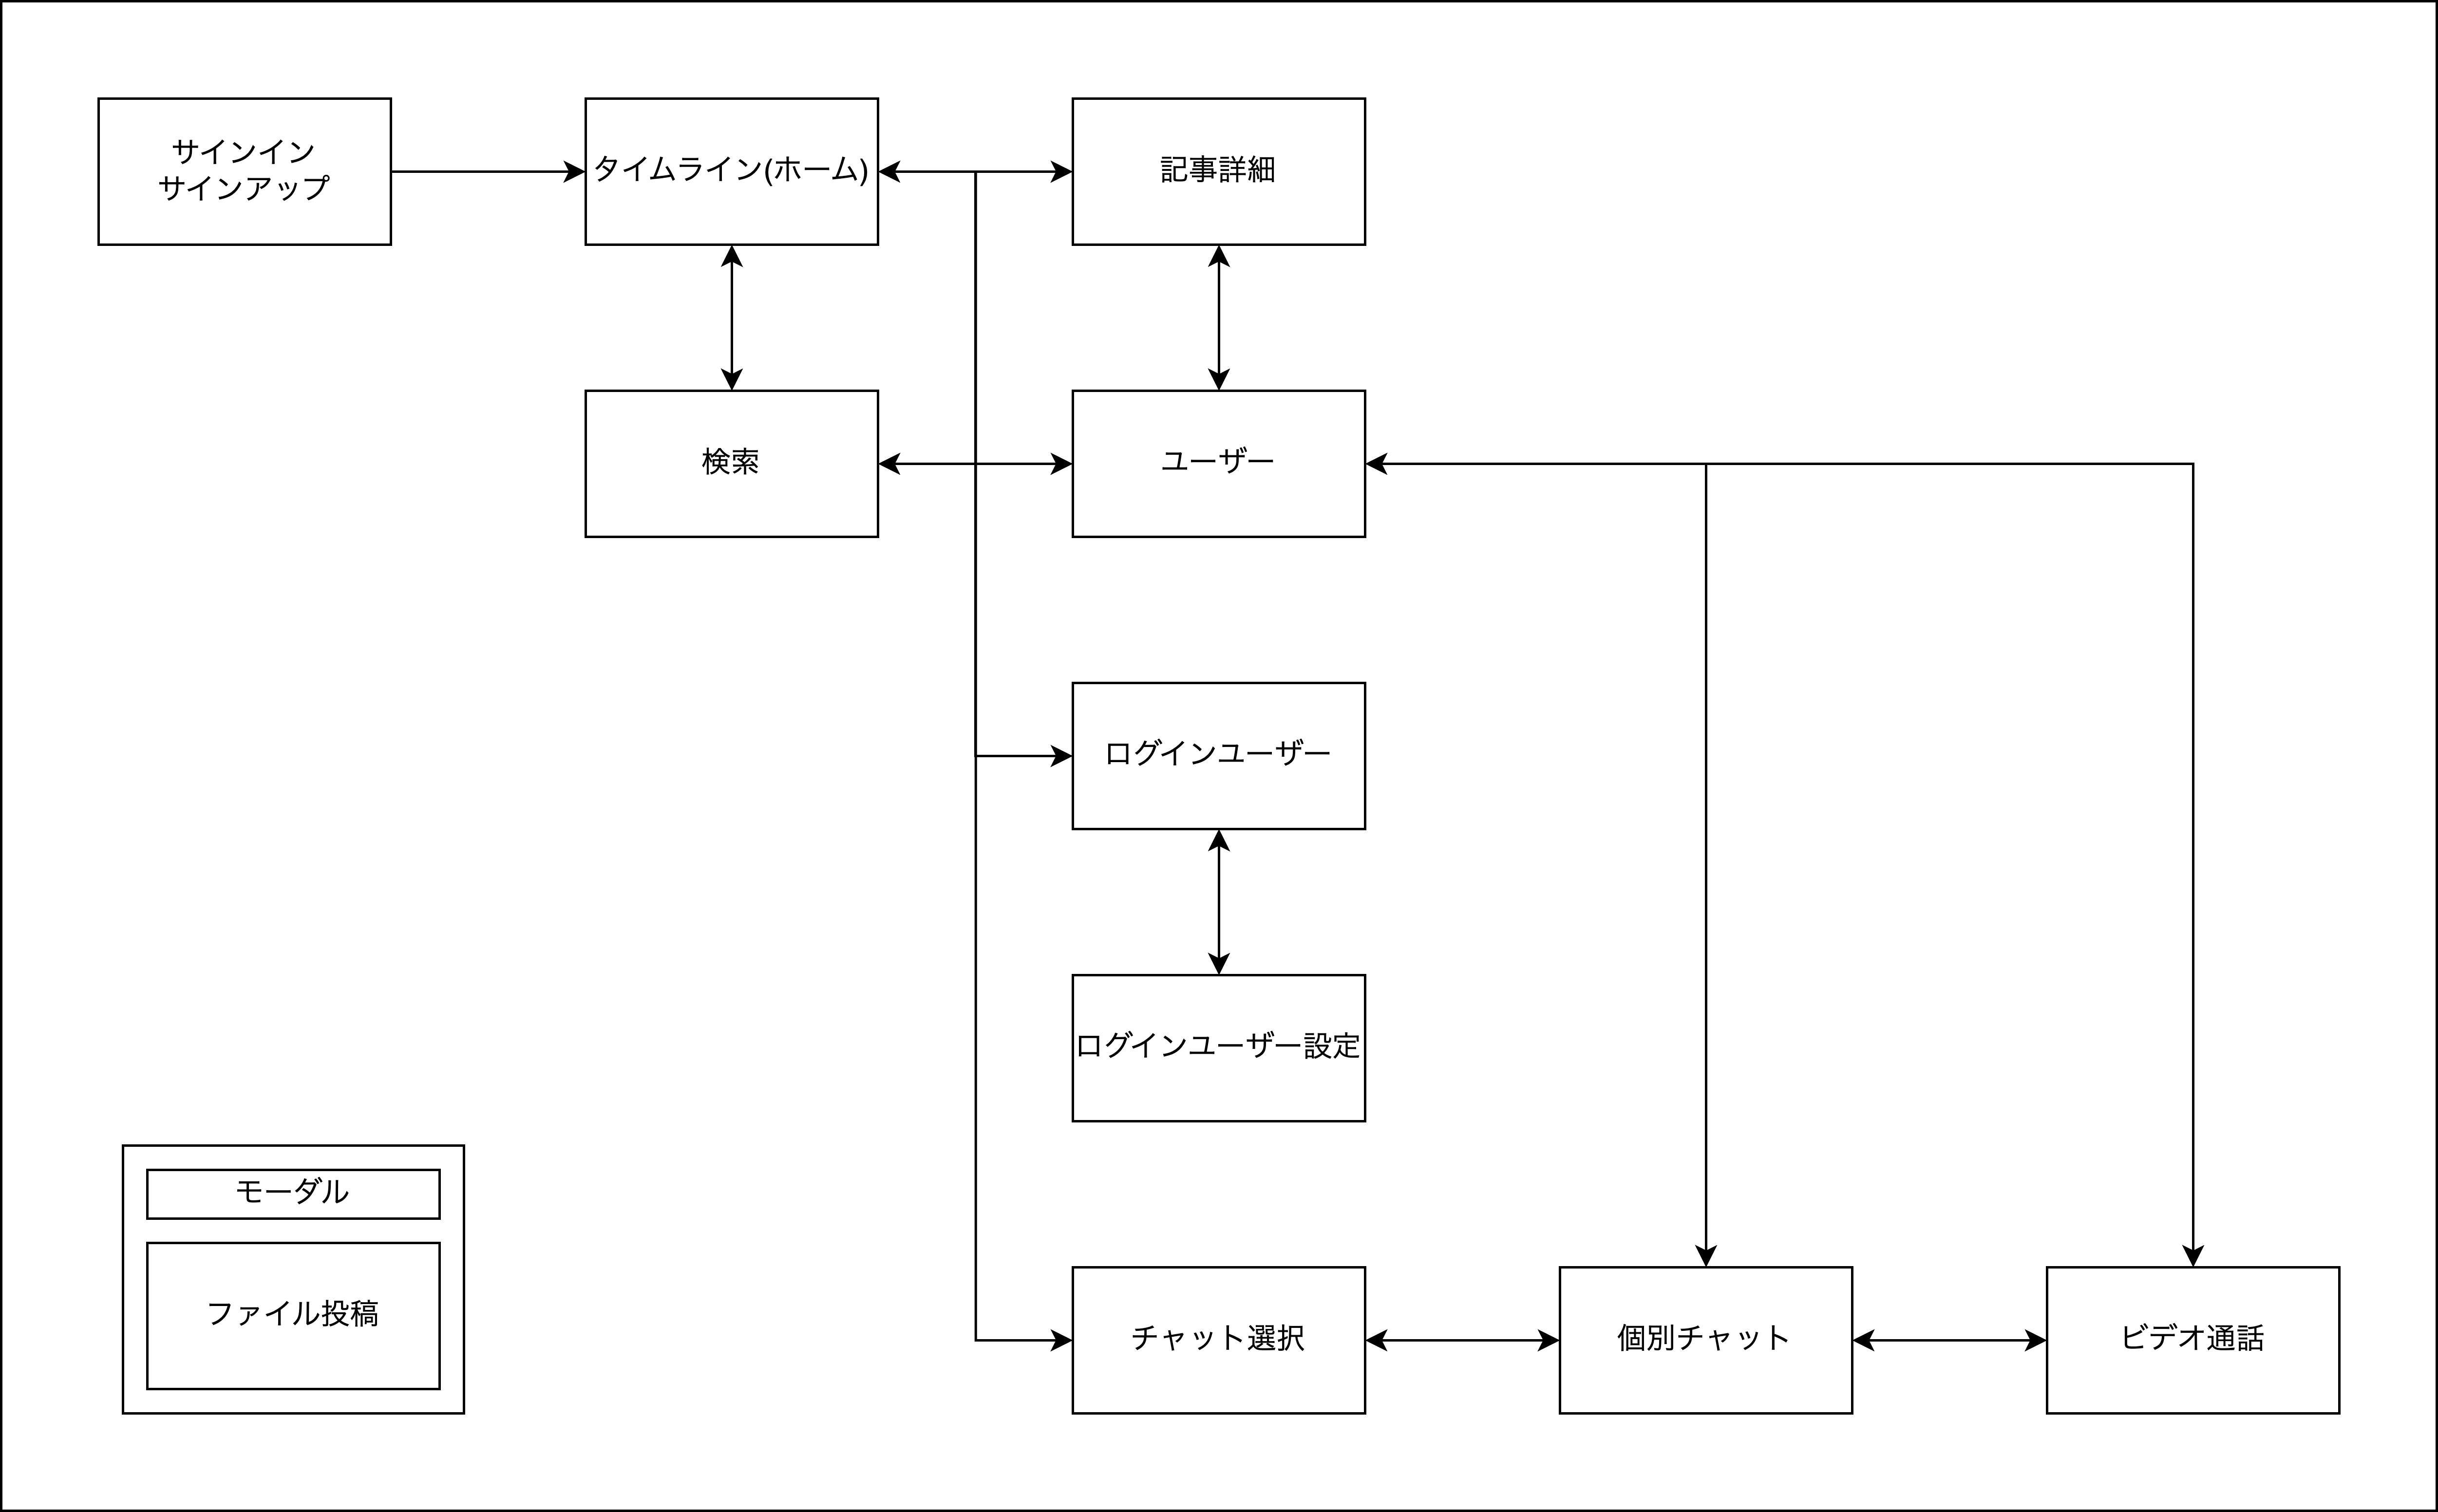 サインイン
サインアップ
タイムライン(ホーム)
記事詳細
検索
ユーザー
ログインユーザー
ログインユーザー設定
モーダル
ファイル投稿
チャット選択
個別チャット
ビデオ通話